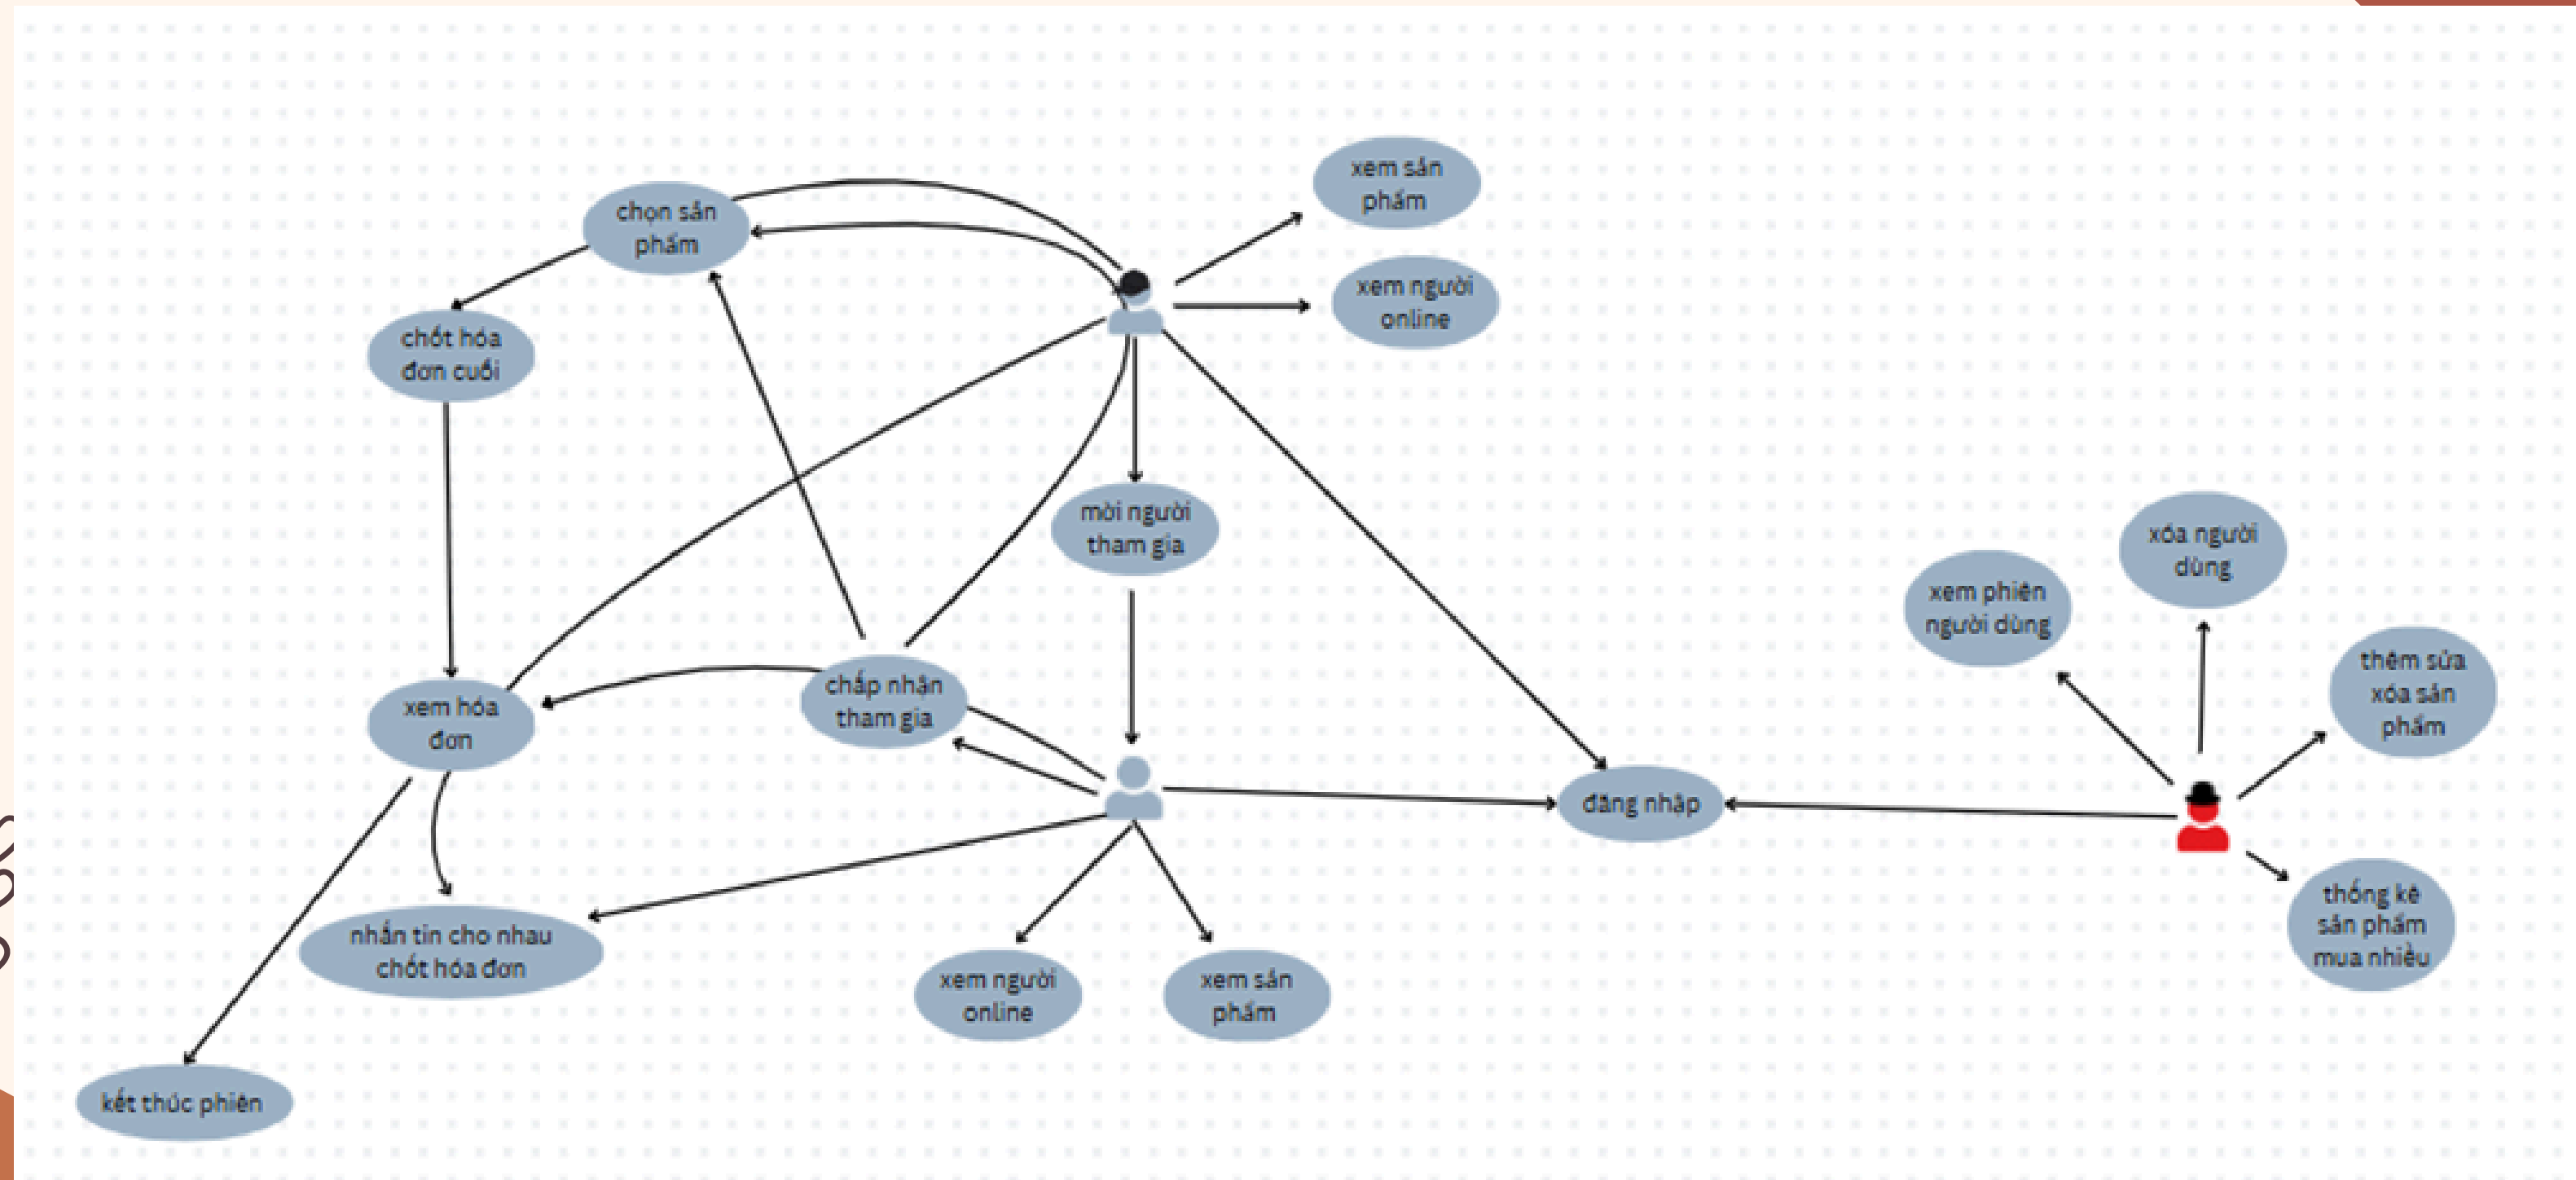 xem sản
phẩm
chọn sản
phẩm
xem người
online
chốt hóa
đơn cuối
mời người
tham gia
xóa người
dùng
xem phiên
người dùng
thêm sửa
xóa sản
phẩm
chấp nhận
tham gia
xem hóa
đơn
đăng nhập
thống kê
sản phẩm
mua nhiều
nhắn tin cho nhau
chốt hóa đơn
xem người
online
xem sản
phẩm
kết thúc phiên